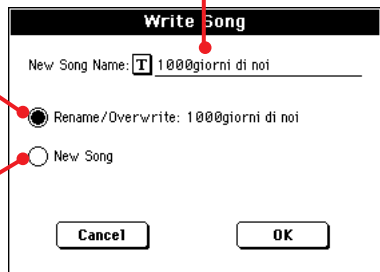 Write Song
New Song Name: T 1000giorni di noi
Rename/Overwrite: 1000giorni di noi
New Song
Cancel OK